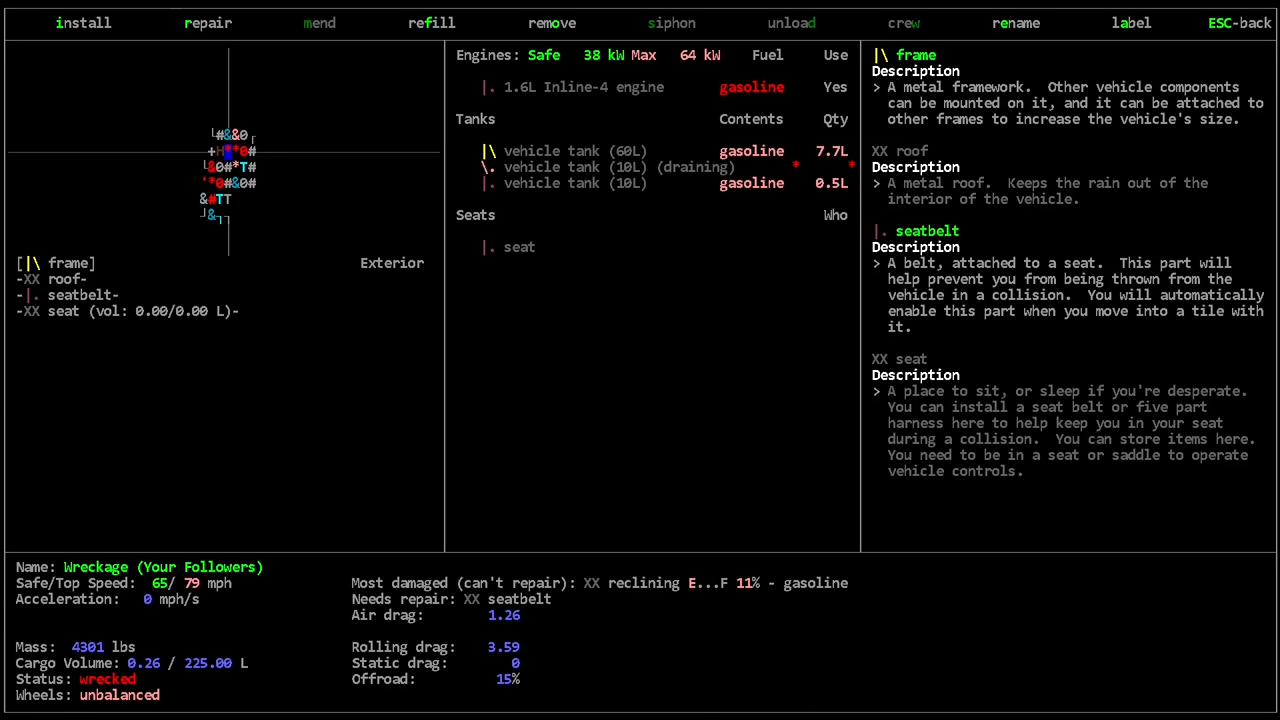 install repair mend refill remove siphon unload crew rename label ESC-back
Engines: Safe 38 kW Max 64 kW Fuel Use
|. 1.6L Inline-4 engine gasoline Yes
Tanks Contents Qty
|\ vehicle tank (60L) gasoline 7.7L
\. vehicle tank (10L) (draining) * *
|. vehicle tank (10L) gasoline 0.5L
Seats Who
|. seat
└#&&0┌
+H**0#
└&0#*T#
'*0#&0#
&#TT
┘&┐┐
[|\ frame] Exterior
-XX roof-
-|. seatbelt-
-XX seat (vol: 0.00/0.00 L)-
|\ frame
Description
> A metal framework.  Other vehicle components
can be mounted on it, and it can be attached to
other frames to increase the vehicle's size.
XX roof
Description
> A metal roof.  Keeps the rain out of the
interior of the vehicle.
|. seatbelt
Description
> A belt, attached to a seat.  This part will
help prevent you from being thrown from the
vehicle in a collision.  You will automatically
enable this part when you move into a tile with
it.
XX seat
Description
> A place to sit, or sleep if you're desperate.
You can install a seat belt or five part
harness here to help keep you in your seat
during a collision.  You can store items here.
You need to be in a seat or saddle to operate
vehicle controls.
Name: Wreckage (Your Followers)
Safe/Top Speed: 65/ 79 mph
Acceleration: 0 mph/s
Mass: 4301 lbs
Cargo Volume: 0.26 / 225.00 L
Status: wrecked
Wheels: unbalanced
Most damaged (can't repair): XX reclining E...F 11% - gasoline
Needs repair: XX seatbelt
Air drag: 1.26
Rolling drag: 3.59
Static drag: 0
Offroad: 15%